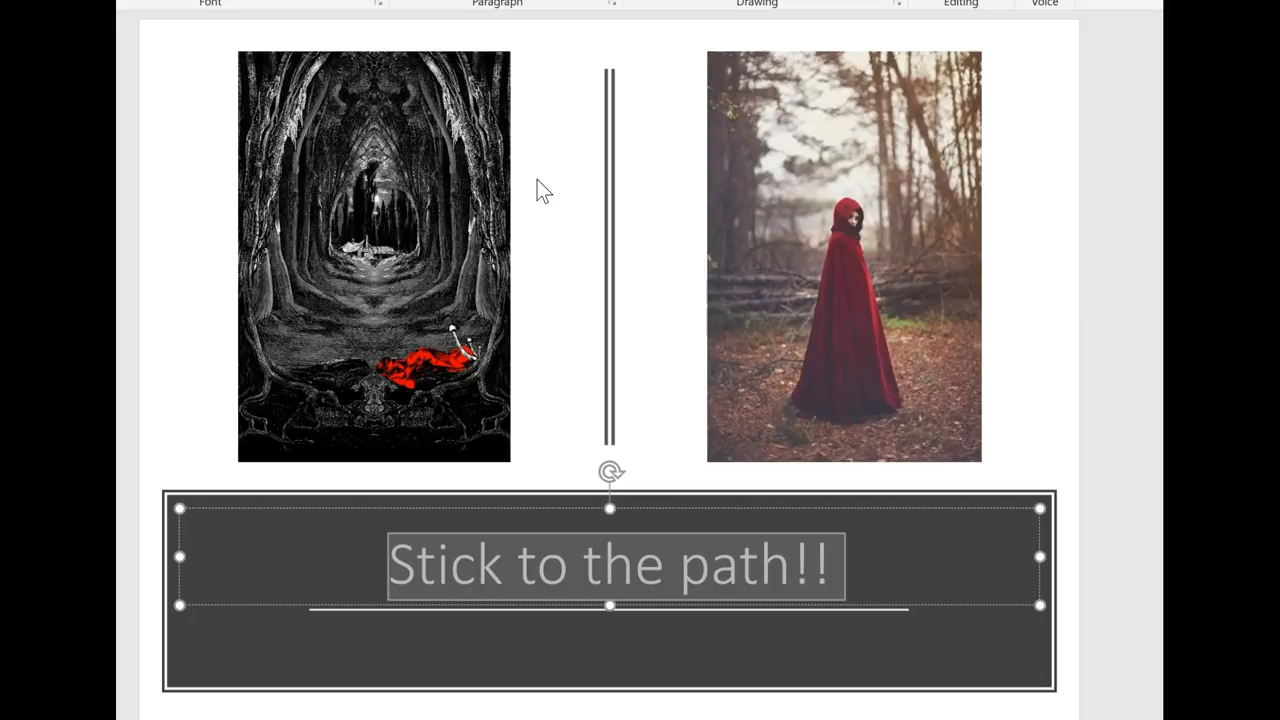 Font
Paragraph
Drawing
Editing
Voice
Stick to the path!!